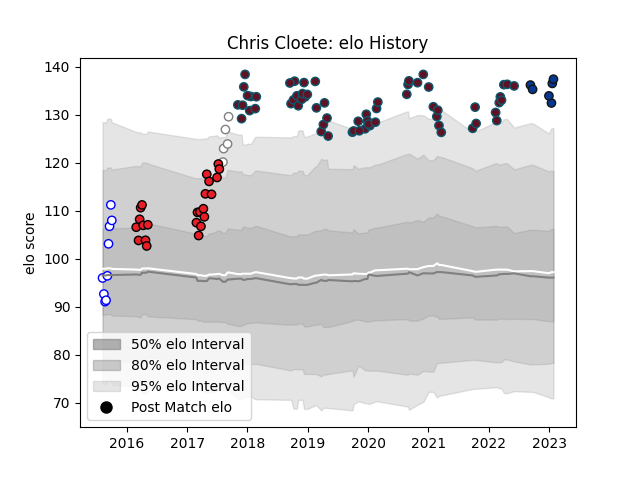 Chris Cloete: elo History
elo score
140
130
120
110
100
90
80
70
50% elo Interval
80% elo Interval
95% elo Interval
Post Match elo
2016 2017 2018 2019 2020 2021 2022 2023